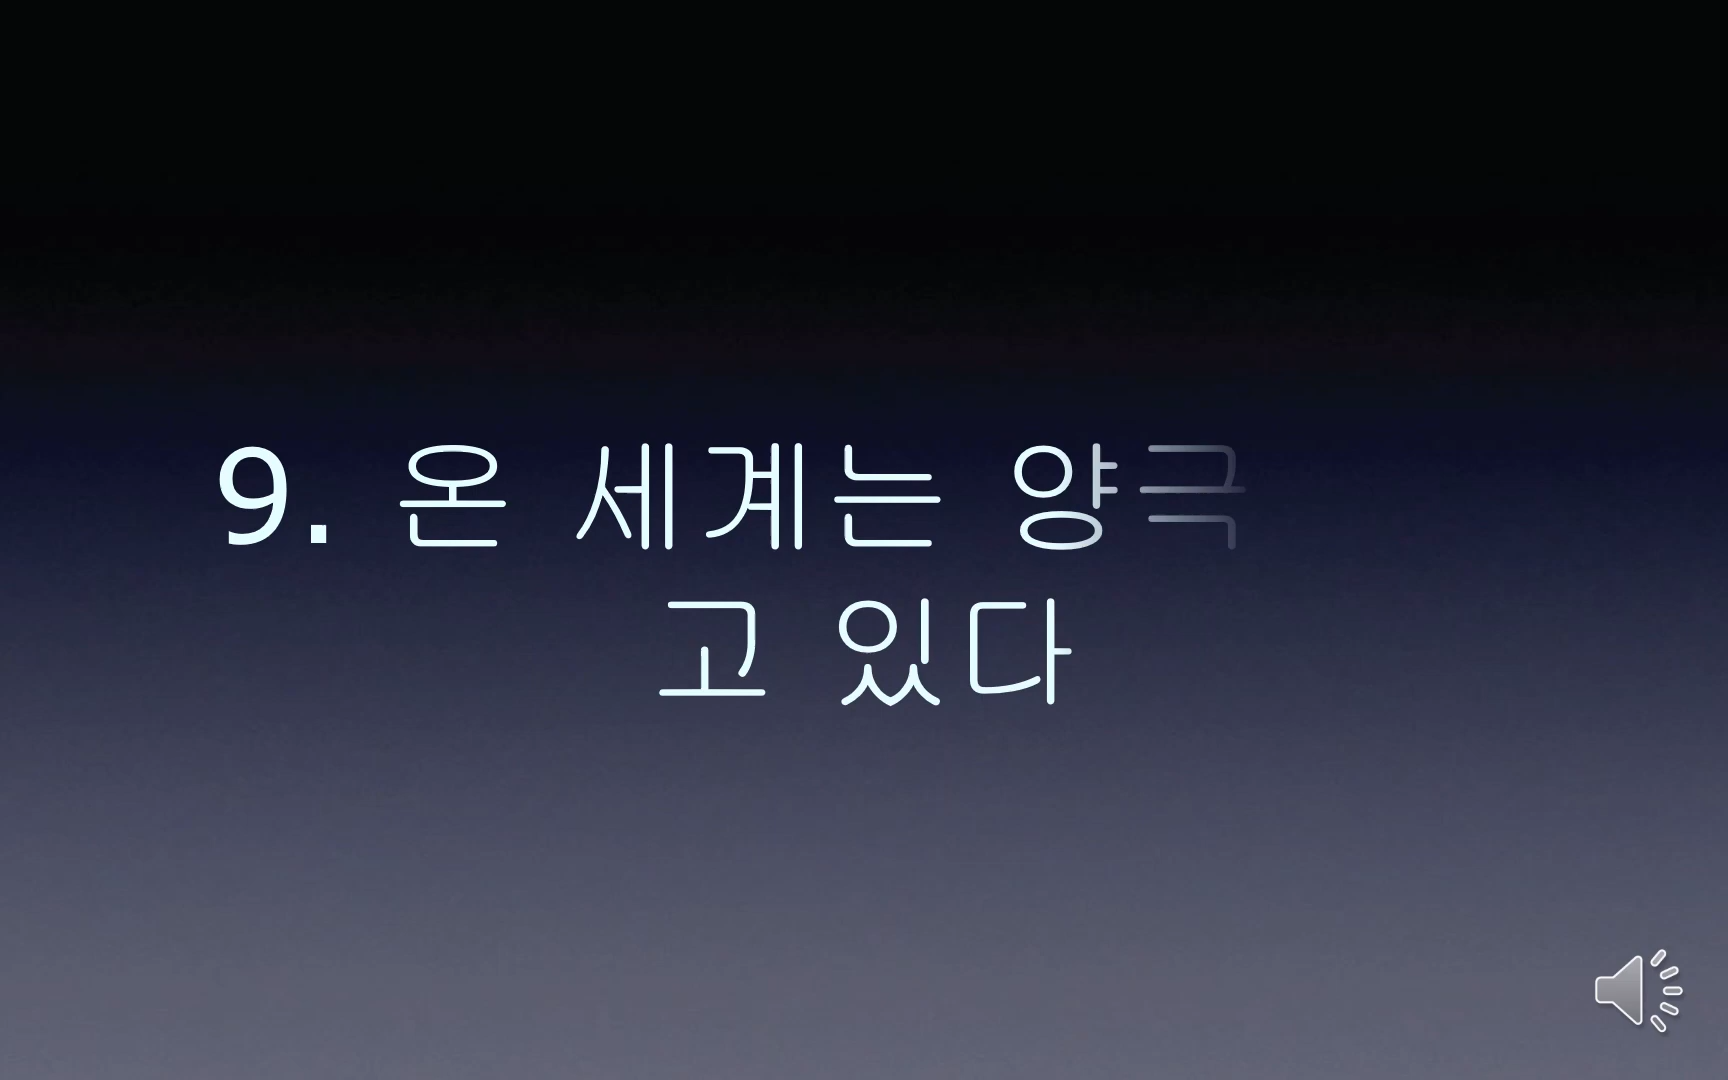 9. 온 세계는 양극
고 있다